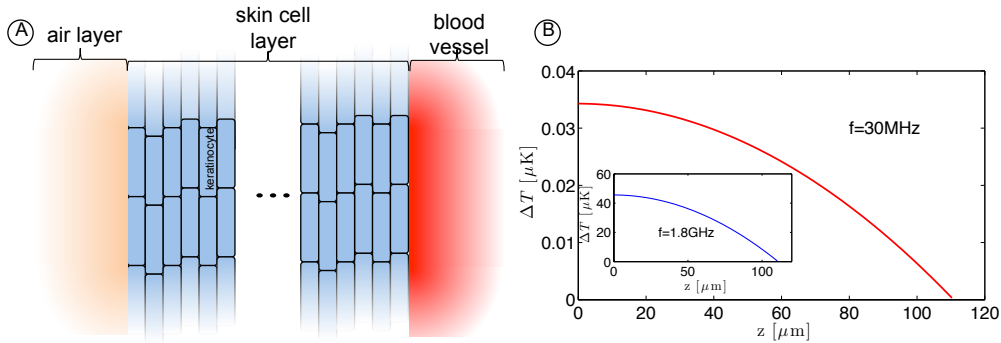 A
air layer
skin cell
layer
blood
vessel
keratinocyte
B
ΔT [μK]
0.04
0.03
0.02
0.01
0
f=30MHz
0 20 40 60 80 100 120
z [μm]
ΔT [μK]
60
40
20
0
f=1.8GHz
0 50 100
z [μm]